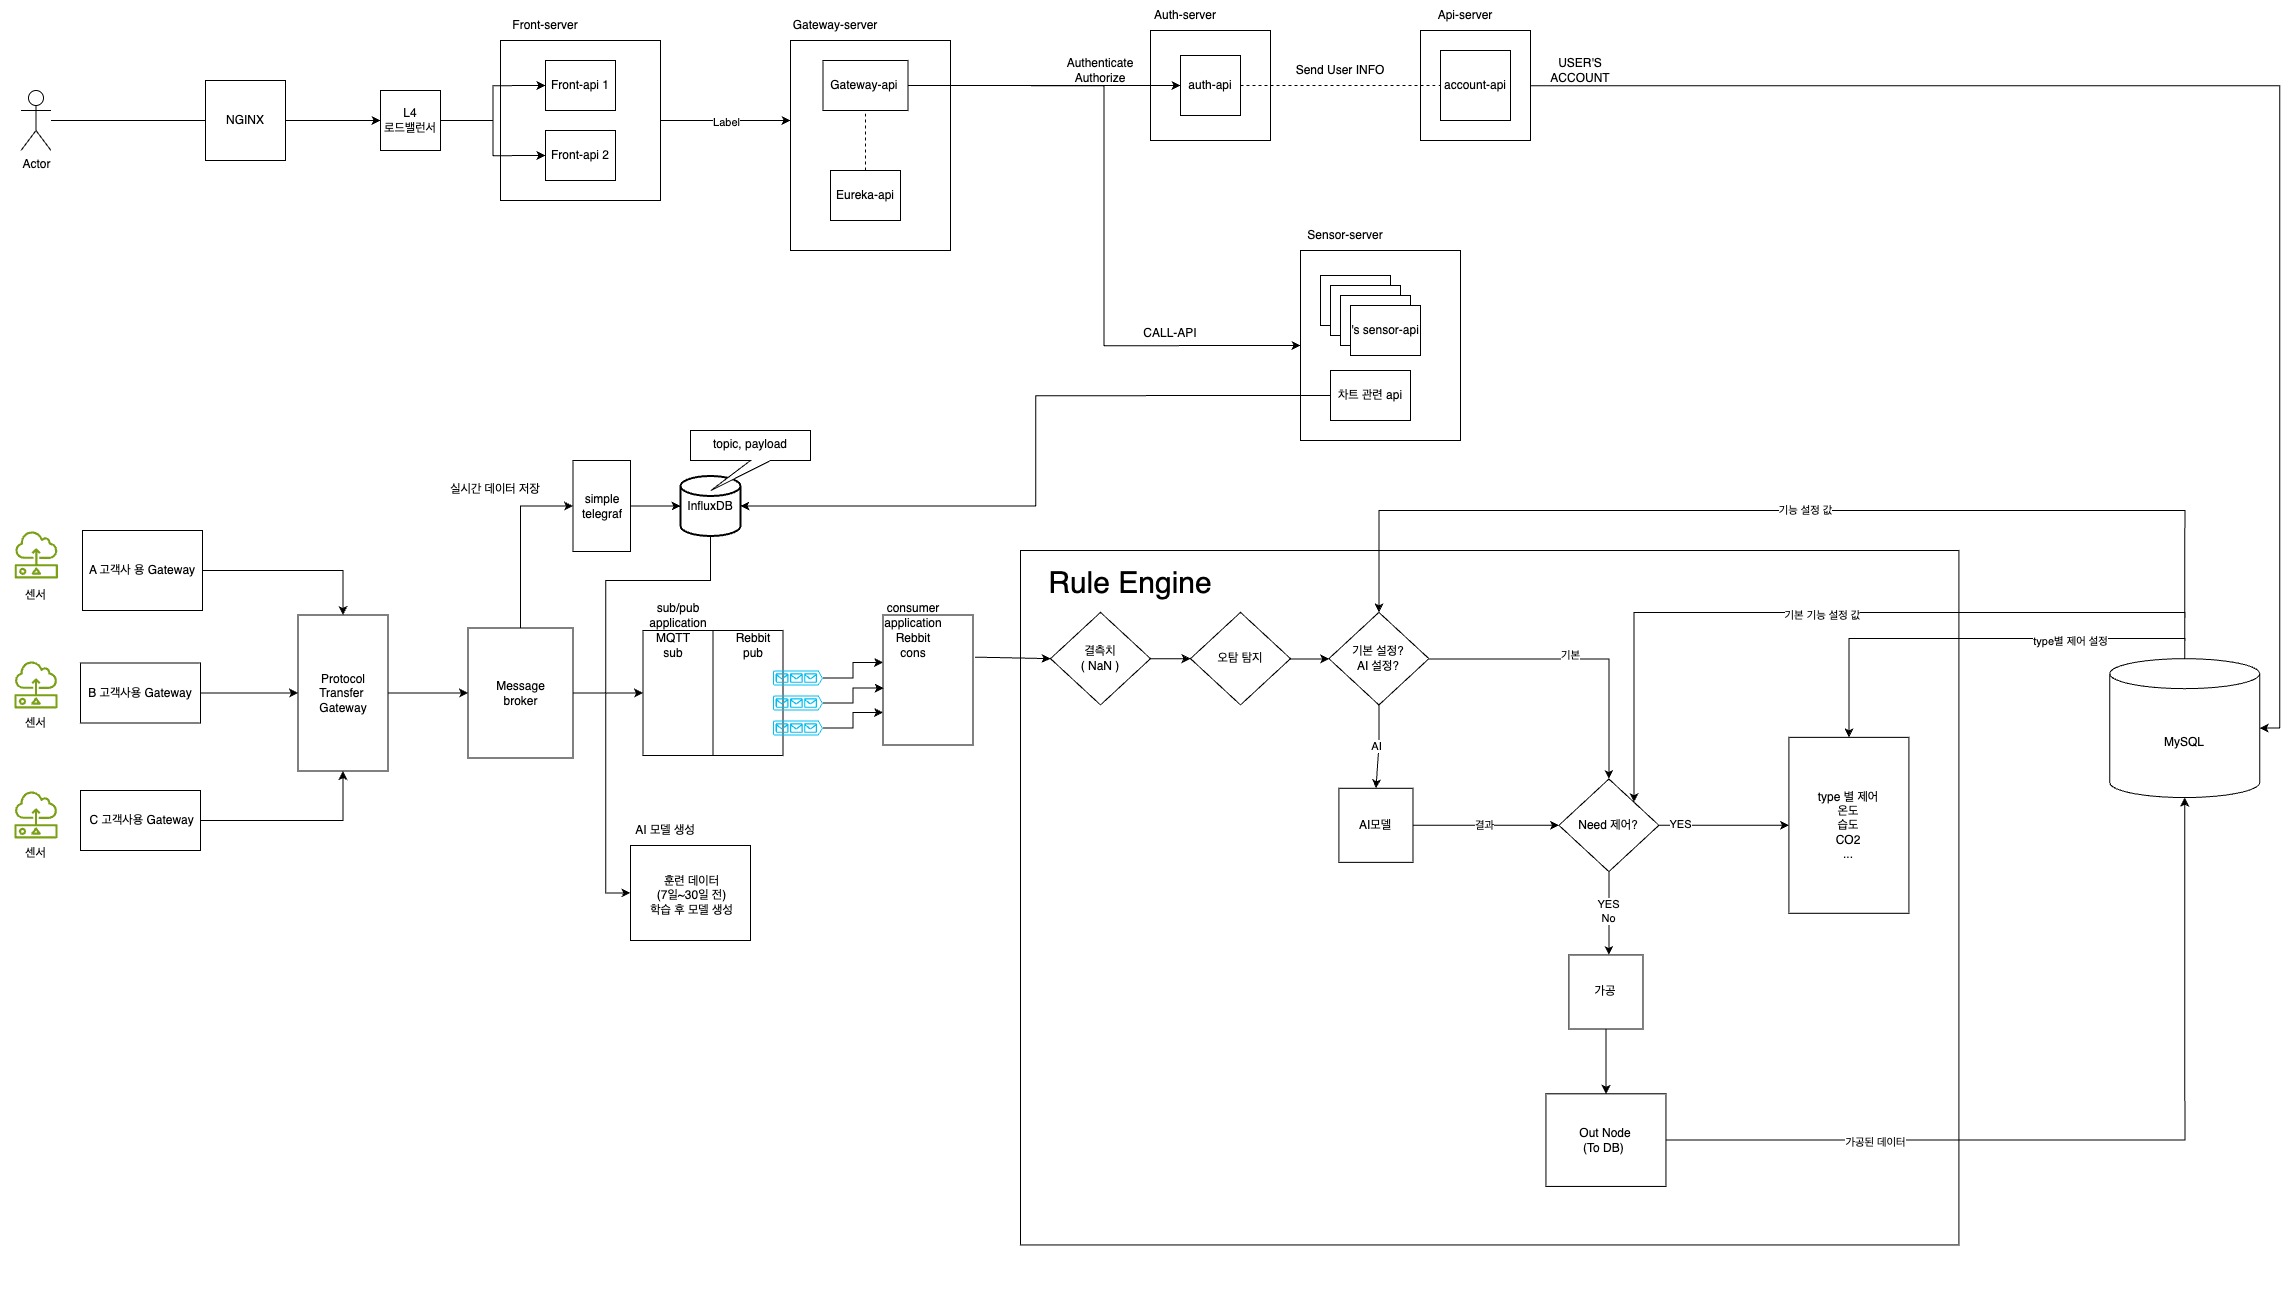 Front-server
Gateway-server
Auth-server
Api-server
Actor
NGINX
L4
로드밸런서
Front-api 1
Front-api 2
Label
Gateway-api
Eureka-api
Authenticate
Authorize
auth-api
Send User INFO
account-api
USER'S
ACCOUNT
Sensor-server
's sensor-api
차트 관련 api
CALL-API
topic, payload
실시간 데이터 저장
simple
telegraf
InfluxDB
센서
A 고객사 용 Gateway
센서
B 고객사용 Gateway
센서
C 고객사용 Gateway
Protocol
Transfer
Gateway
Message
broker
sub/pub
application
MQTT
sub
Rebbit
pub
consumer
application
Rebbit
cons
AI 모델 생성
훈련 데이터
(7일~30일 전)
학습 후 모델 생성
Rule Engine
결측치
( NaN )
오탐 탐지
기본 설정?
AI 설정?
기본
AI
AI모델
결과
Need 제어?
YES
YES
No
가공
Out Node
(To DB)
type 별 제어
온도
습도
CO2
...
기능 설정 값
기본 기능 설정 값
type별 제어 설정
MySQL
가공된 데이터